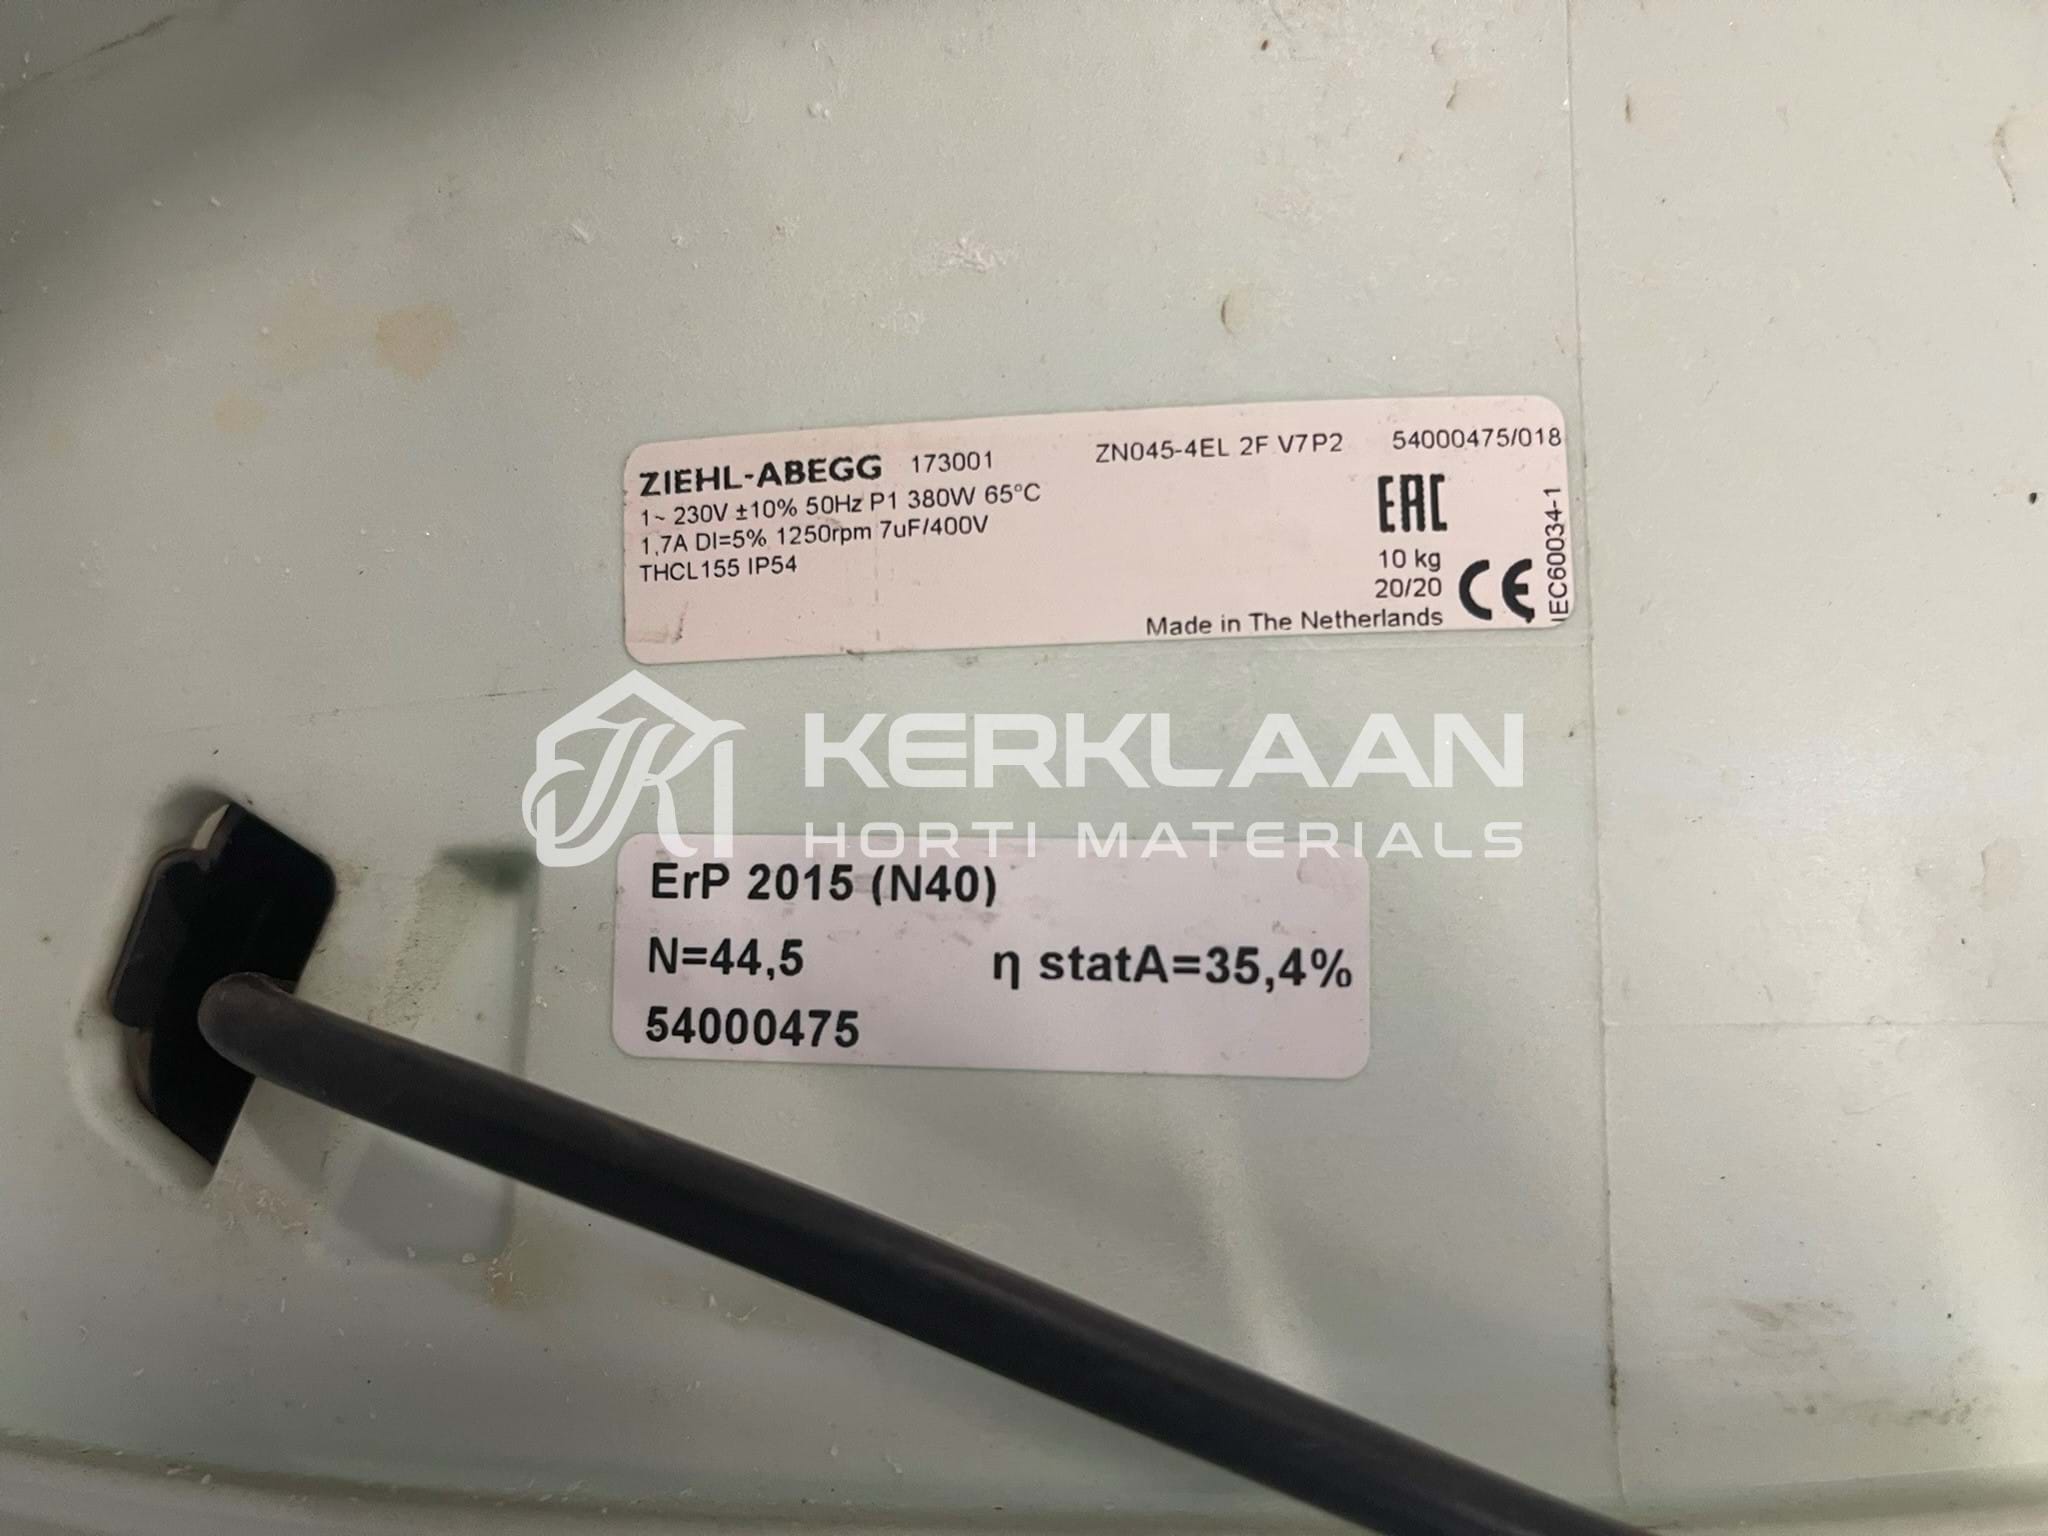 ZIEHL-ABEGG 173001 ZN045-4EL 2F V7P2 54000475/018
1~ 230V ±10% 50Hz P1 380W 65°C
1,7A DI=5% 1250rpm 7uF/400V
THCL155 IP54
EAC
10 kg
20/20
Made in The Netherlands
CE
IEC60034-1
KERKLAAN
HORTI MATERIALS
ErP 2015 (N40)
N=44,5 η statA=35,4%
54000475